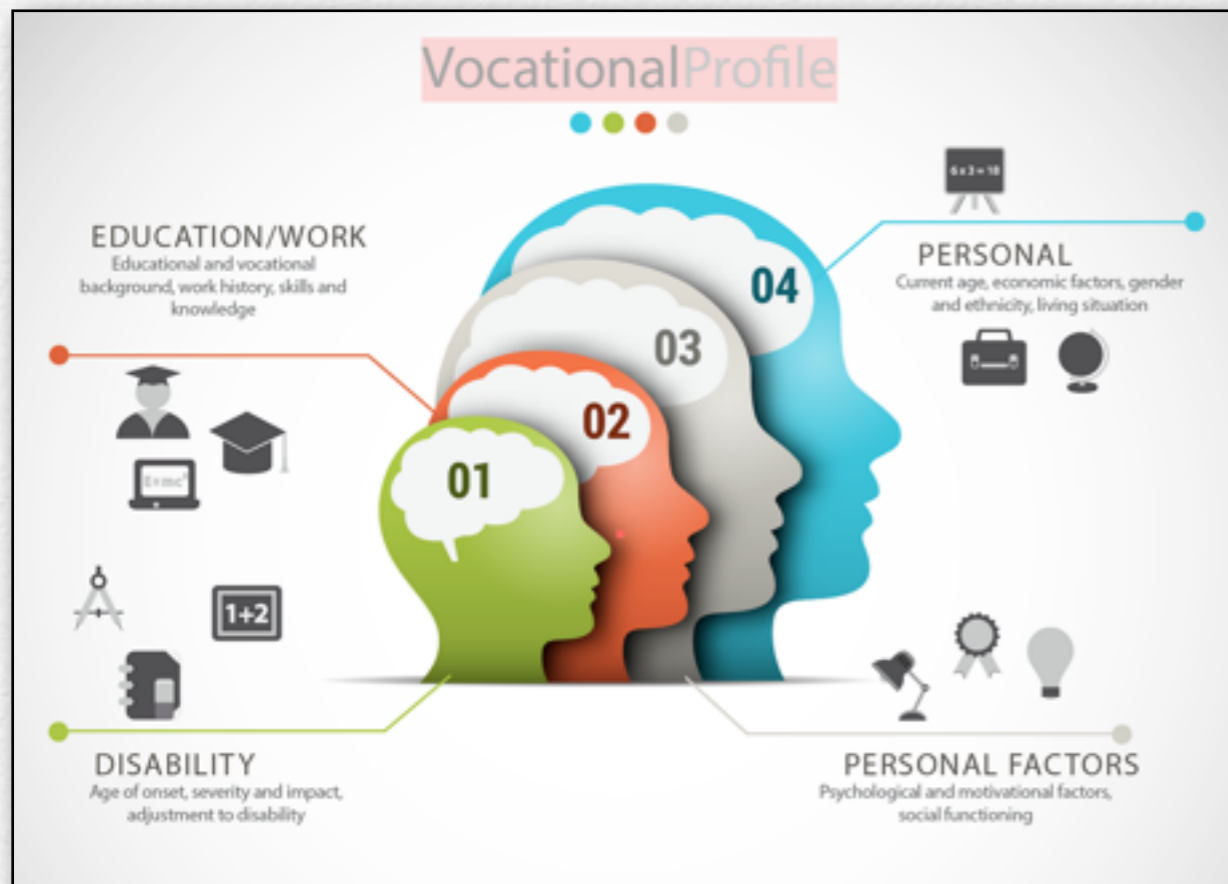 VocationalProfile
6 x 3 = 18
EDUCATION/WORK
Educational and vocational
background, work history, skills and
knowledge
PERSONAL
Current age, economic factors, gender
and ethnicity, living situation
04
03
02
01
E=mc²
1+2
DISABILITY
Age of onset, severity and impact,
adjustment to disability
PERSONAL FACTORS
Psychological and motivational factors,
social functioning